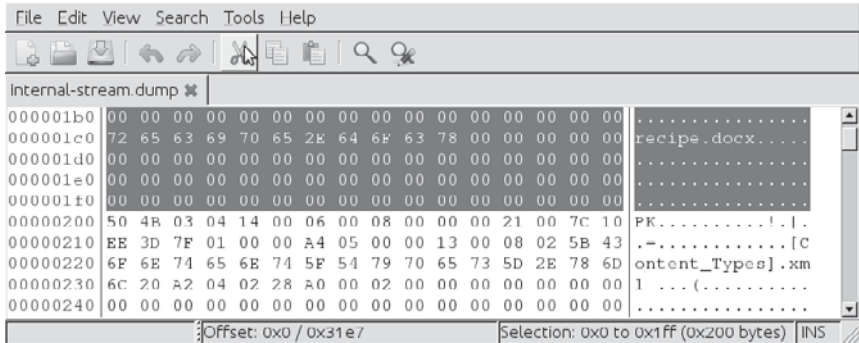 File Edit View Search Tools Help
Internal-stream.dump
000001b0 00 00 00 00 00 00 00 00 00 00 00 00 00 00 00 00 ................
000001c0 72 65 63 69 70 65 2E 64 6F 63 78 00 00 00 00 00 recipe.docx.....
000001d0 00 00 00 00 00 00 00 00 00 00 00 00 00 00 00 00 ................
000001e0 00 00 00 00 00 00 00 00 00 00 00 00 00 00 00 00 ................
000001f0 00 00 00 00 00 00 00 00 00 00 00 00 00 00 00 00 ................
00000200 50 4B 03 04 14 00 06 00 08 00 00 00 21 00 7C 10 PK..........!.|.
00000210 EE 3D 7F 01 00 00 A4 05 00 00 13 00 08 02 5B 43 .=............[C
00000220 6F 6E 74 65 6E 74 5F 54 79 70 65 73 5D 2E 78 6D ontent_Types].xm
00000230 6C 20 A2 04 02 28 A0 00 02 00 00 00 00 00 00 00 l ...(..........
00000240 00 00 00 00 00 00 00 00 00 00 00 00 00 00 00 00 ................
Offset: 0x0 / 0x31e7 Selection: 0x0 to 0x1ff (0x200 bytes) INS